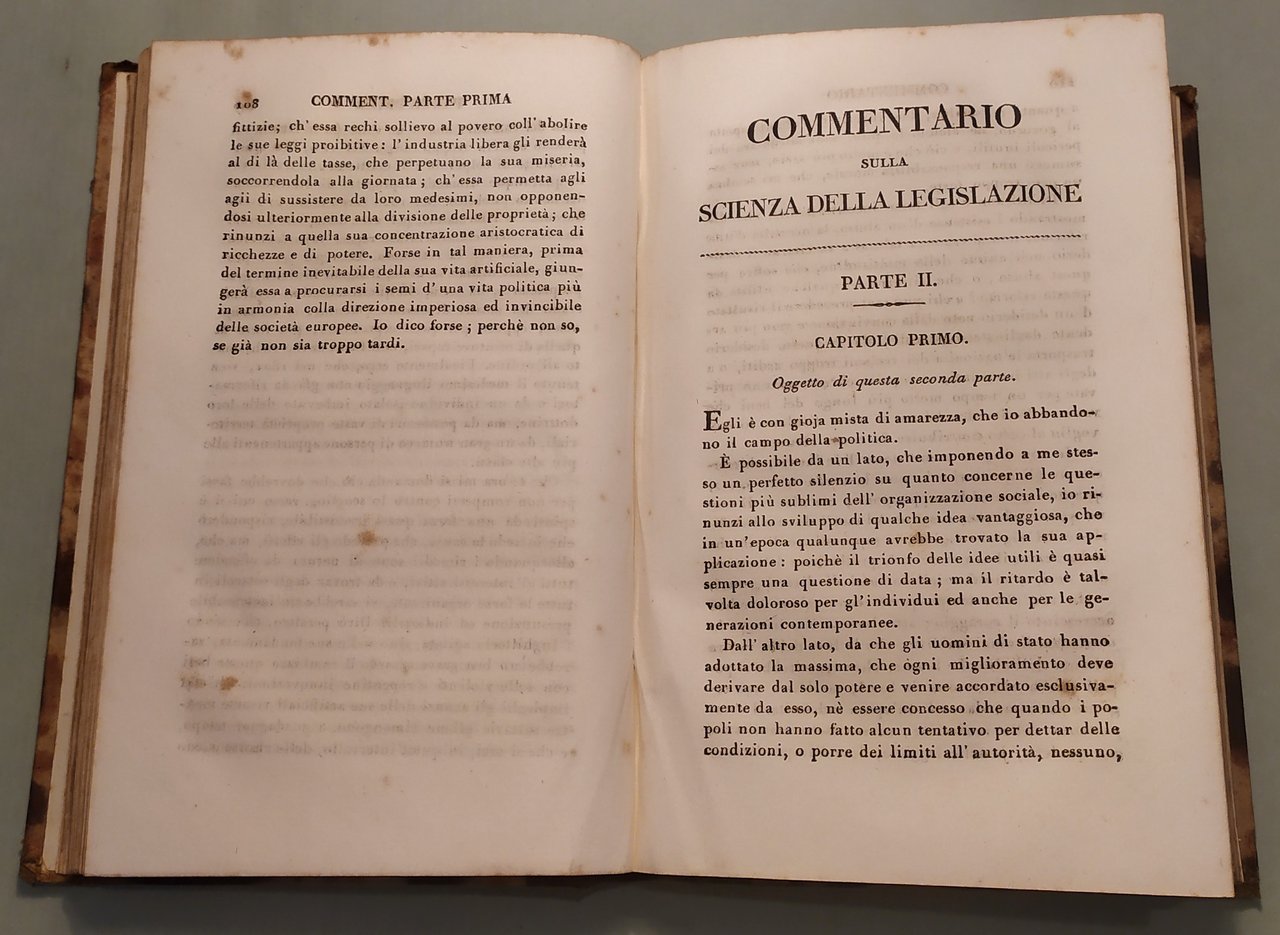 108 COMMENT. PARTE PRIMA
fittizie; ch' essa rechi sollievo al povero coll' abolire
le sue leggi proibitive: l' industria libera gli renderà
al di là delle tasse, che perpetuano la sua miseria,
soccorrendola alla giornata; ch' essa permetta agli
agii di sussistere da loro medesimi, non opponen-
dosi ulteriormente alla divisione delle proprietà; che
rinunzi a quella sua concentrazione aristocratica di
ricchezze e di potere. Forse in tal maniera, prima
del termine inevitabile della sua vita artificiale, giun-
gerà essa a procurarsi i semi d' una vita politica più
in armonia colla direzione imperiosa ed invincibile
delle società europee. Io dico forse; perchè non so,
se già non sia troppo tardi.
COMMENTARIO
SULLA
SCIENZA DELLA LEGISLAZIONE
PARTE II.
CAPITOLO PRIMO.
Oggetto di questa seconda parte.
Egli è con gioja mista di amarezza, che io abbando-
no il campo della politica.
È possibile da un lato, che imponendo a me stes-
so un perfetto silenzio su quanto concerne le que-
stioni più sublimi dell' organizzazione sociale, io ri-
nunzi allo sviluppo di qualche idea vantaggiosa, che
in un' epoca qualunque avrebbe trovato la sua ap-
plicazione: poichè il trionfo delle idee utili è quasi
sempre una questione di data; ma il ritardo è tal-
volta doloroso per gl' individui ed anche per le ge-
nerazioni contemporanee.
Dall' altro lato, da che gli uomini di stato hanno
adottato la massima, che ogni miglioramento deve
derivare dal solo potere e venire accordato esclusiva-
mente da esso, nè essere concesso che quando i po-
poli non hanno fatto alcun tentativo per dettar delle
condizioni, o porre dei limiti all' autorità, nessuno,